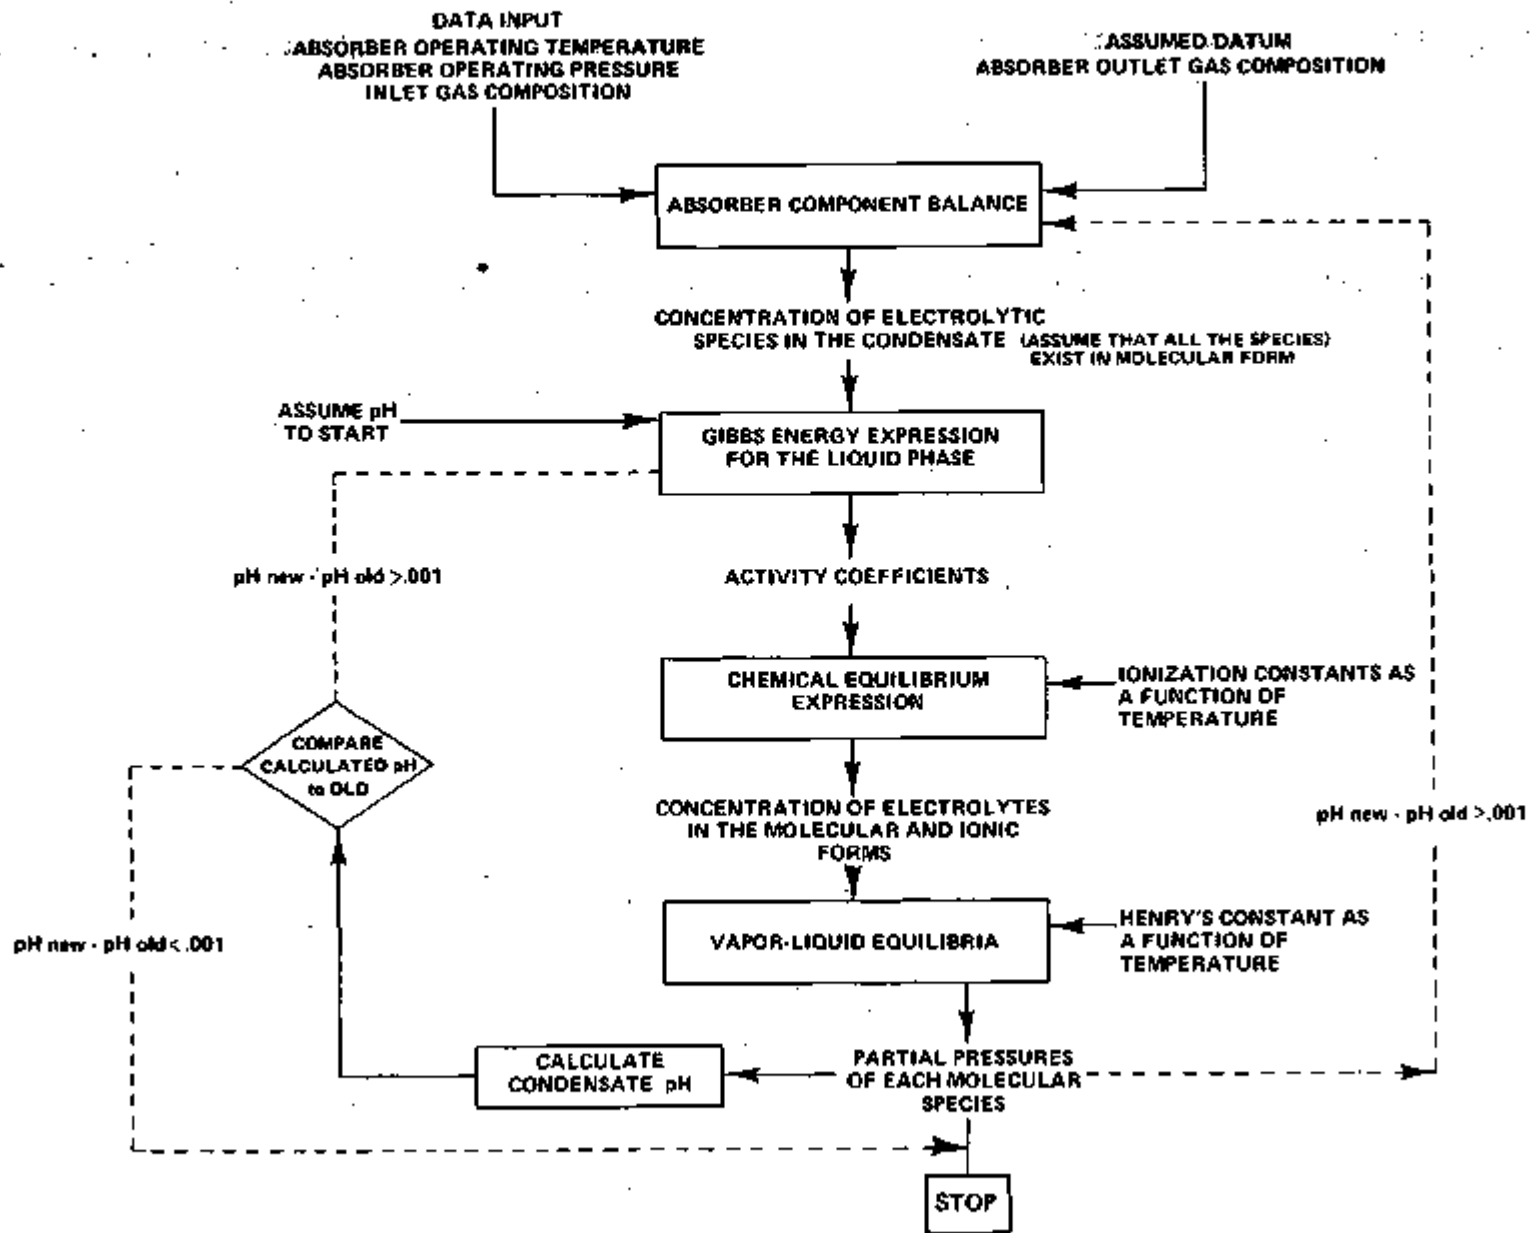 DATA INPUT
ABSORBER OPERATING TEMPERATURE
ABSORBER OPERATING PRESSURE
INLET GAS COMPOSITION
ASSUMED DATUM
ABSORBER OUTLET GAS COMPOSITION
ABSORBER COMPONENT BALANCE
CONCENTRATION OF ELECTROLYTIC
SPECIES IN THE CONDENSATE (ASSUME THAT ALL THE SPECIES)
EXIST IN MOLECULAR FORM
ASSUME pH
TO START
GIBBS ENERGY EXPRESSION
FOR THE LIQUID PHASE
pH new - pH old >.001
ACTIVITY COEFFICIENTS
CHEMICAL EQUILIBRIUM
EXPRESSION
IONIZATION CONSTANTS AS
A FUNCTION OF
TEMPERATURE
COMPARE
CALCULATED pH
to OLD
CONCENTRATION OF ELECTROLYTES
IN THE MOLECULAR AND IONIC
FORMS
pH new - pH old >.001
pH new - pH old < .001
VAPOR-LIQUID EQUILIBRIA
HENRY'S CONSTANT AS
A FUNCTION OF
TEMPERATURE
CALCULATE
CONDENSATE pH
PARTIAL PRESSURES
OF EACH MOLECULAR
SPECIES
STOP